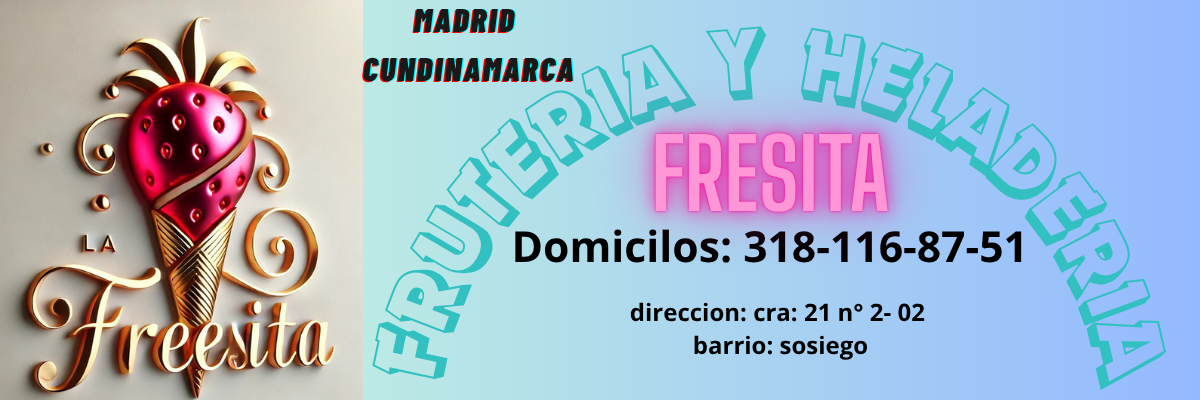 LA
Freesita
MADRID
CUNDINAMARCA
FRUTERIA Y HELADERIA
FRESITA
Domicilos: 318-116-87-51
direccion: cra: 21 n° 2- 02
barrio: sosiego